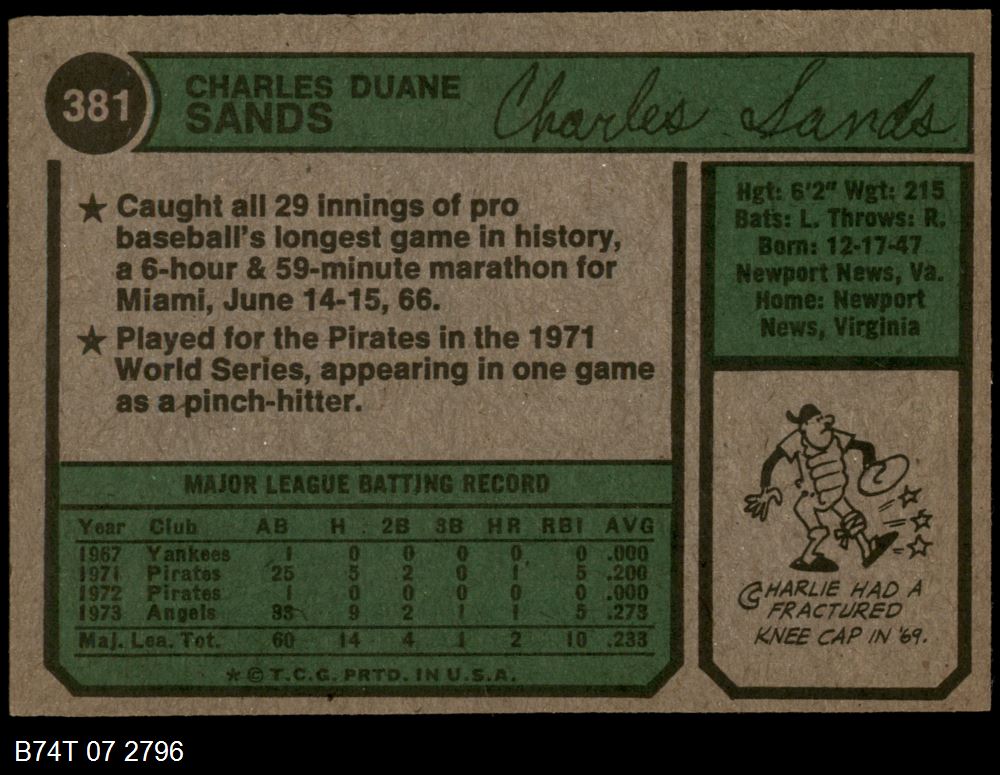 381
CHARLES DUANE
SANDS
Charles Sands
★ Caught all 29 innings of pro
baseball's longest game in history,
a 6-hour & 59-minute marathon for
Miami, June 14-15, 66.
★ Played for the Pirates in the 1971
World Series, appearing in one game
as a pinch-hitter.
Hgt: 6'2" Wgt: 215
Bats: L. Throws: R.
Born: 12-17-47
Newport News, Va.
Home: Newport
News, Virginia
MAJOR LEAGUE BATTING RECORD
Year Club AB H 2B 3B HR RBI AVG
1967 Yankees 1 0 0 0 0 0 .000
1971 Pirates 25 5 2 0 1 5 .200
1972 Pirates 1 0 0 0 0 0 .000
1973 Angels 33 9 2 1 1 5 .273
Maj. Lea. Tot. 60 14 4 1 2 10 .233
★ © T.C.G. PRTD. IN U.S.A.
CHARLIE HAD A
FRACTURED
KNEE CAP IN '69.
B74T 07 2796